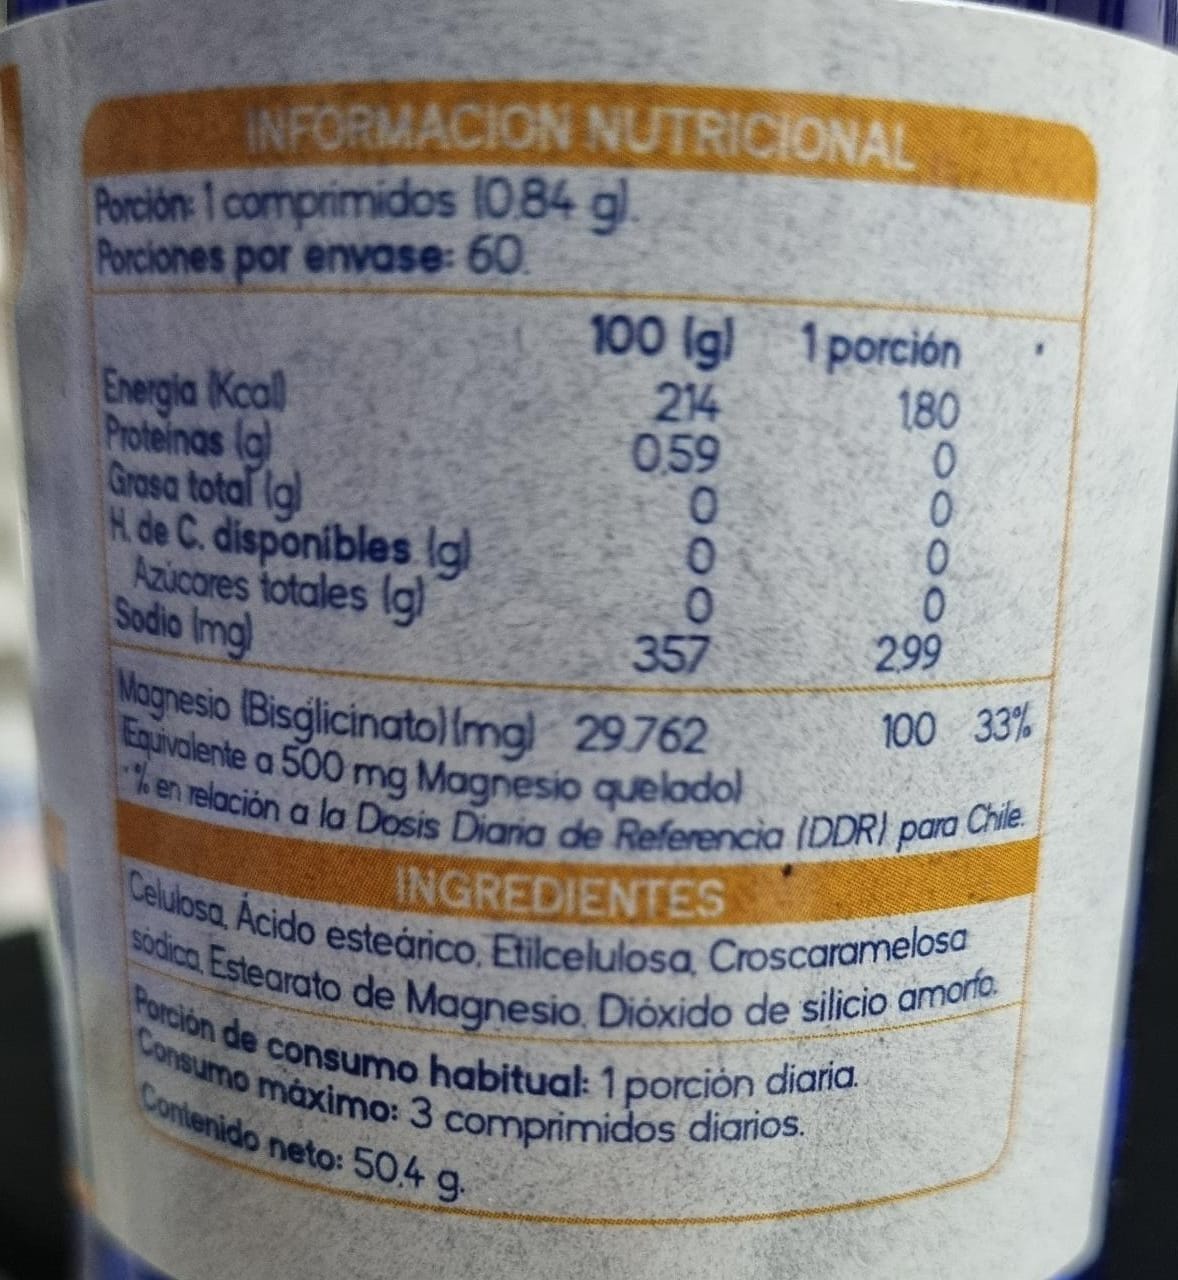 INFORMACION NUTRICIONAL
Porción: 1 comprimidos (0.84 g).
Porciones por envase: 60.
100 (g) 1 porción *
Energía (Kcal) 214 1,80
Proteínas (g) 0,59 0
Grasa total (g) 0 0
H. de C. disponibles (g) 0 0
Azúcares totales (g) 0 0
Sodio (mg) 357 2,99
Magnesio (Bisglicinato) (mg) 29.762 100 33%
(Equivalente a 500 mg Magnesio quelado)
*% en relación a la Dosis Diaria de Referencia (DDR) para Chile.
INGREDIENTES
Celulosa, Ácido esteárico, Etilcelulosa, Croscaramelosa
sódica, Estearato de Magnesio, Dióxido de silicio amorfo.
Porción de consumo habitual: 1 porción diaria.
Consumo máximo: 3 comprimidos diarios.
Contenido neto: 50,4 g.